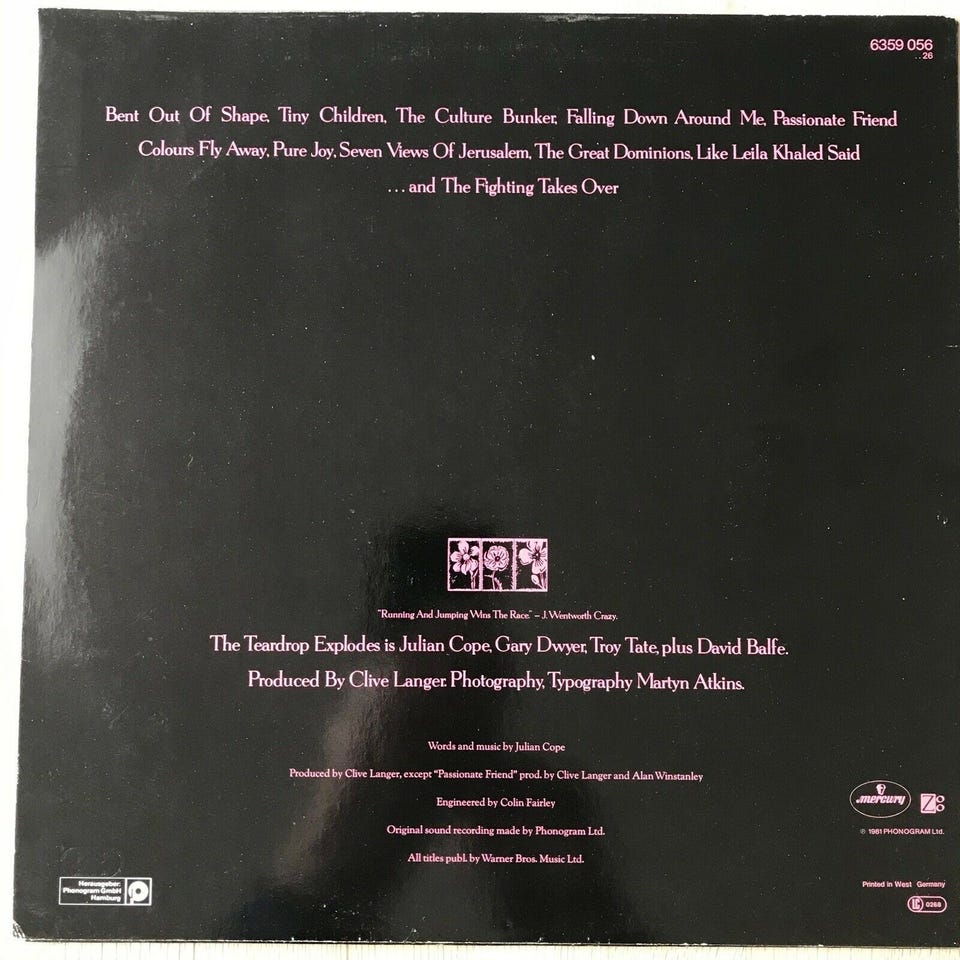 6359 056
..26
Bent Out Of Shape, Tiny Children, The Culture Bunker, Falling Down Around Me, Passionate Friend
Colours Fly Away, Pure Joy, Seven Views Of Jerusalem, The Great Dominions, Like Leila Khaled Said
...and The Fighting Takes Over
"Running And Jumping Wins The Race." – J. Wentworth Crazy.
The Teardrop Explodes is Julian Cope, Gary Dwyer, Troy Tate, plus David Balfe.
Produced By Clive Langer. Photography, Typography Martyn Atkins.
Words and music by Julian Cope
Produced by Clive Langer, except "Passionate Friend" prod. by Clive Langer and Alan Winstanley
Engineered by Colin Fairley
Original sound recording made by Phonogram Ltd.
All titles publ. by Warner Bros. Music Ltd.
mercury
℗ 1981 PHONOGRAM Ltd.
Herausgeber:
Phonogram GmbH
Hamburg
Printed in West Germany
LC 0268